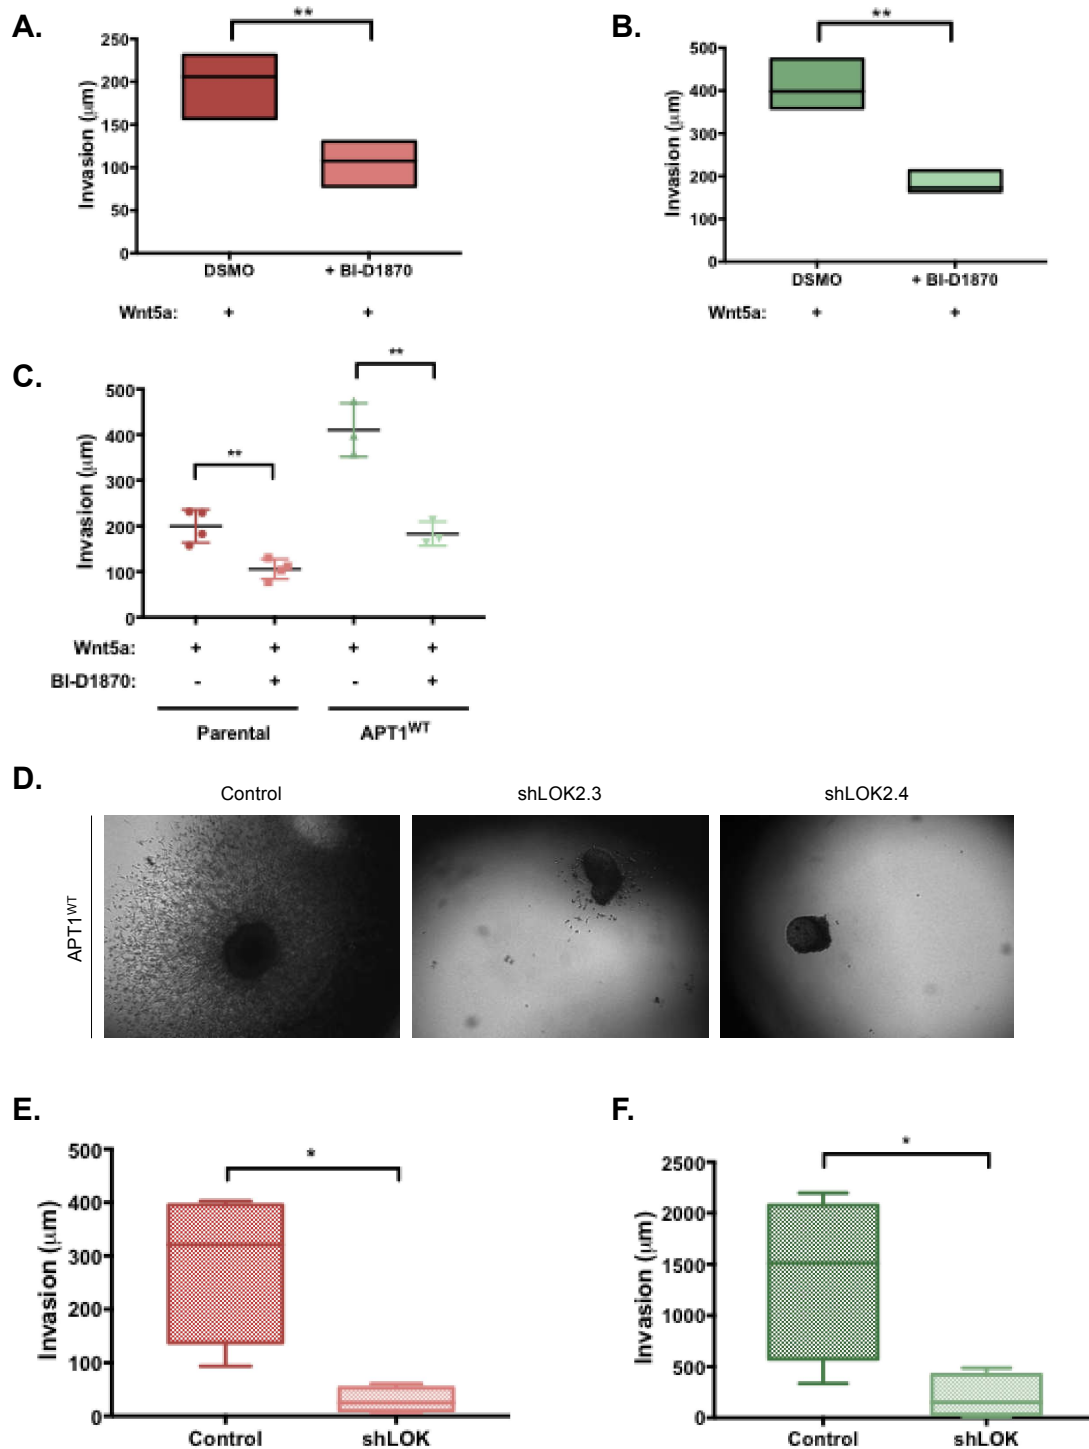 A.
**
250
200
150
100
50
0
Invasion (μm)
DSMO
+ BI-D1870
Wnt5a:
+
+
B.
**
500
400
300
200
100
0
Invasion (μm)
DSMO
+ BI-D1870
Wnt5a:
+
+
C.
**
**
500
400
300
200
100
0
Invasion (μm)
Wnt5a: + + + +
BI-D1870: - + - +
Parental
APT1WT
D.
Control
shLOK2.3
shLOK2.4
APT1WT
E.
*
500
400
300
200
100
0
Invasion (μm)
Control
shLOK
F.
*
2500
2000
1500
1000
500
0
Invasion (μm)
Control
shLOK